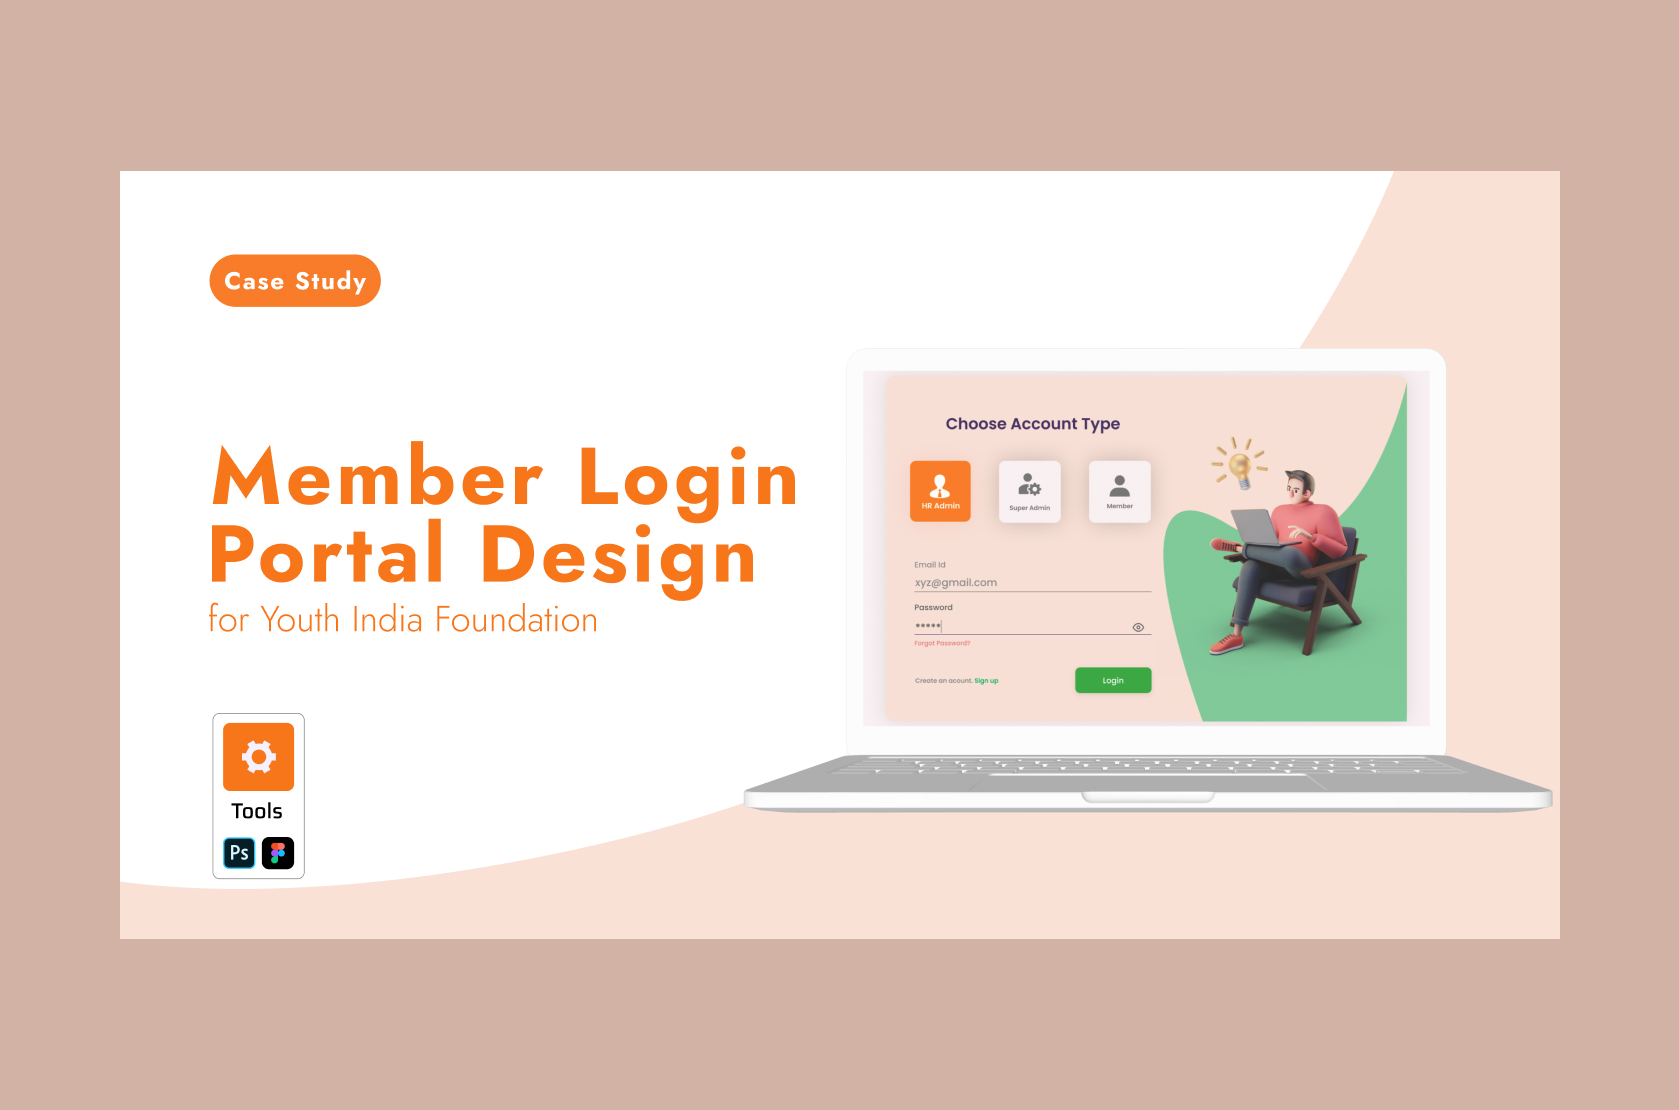 Case Study
Member Login
Portal Design
for Youth India Foundation
Tools
Ps
Choose Account Type
HR Admin
Super Admin
Member
Email Id
xyz@gmail.com
Password
*****
Forgot Password?
Create an acount. Sign up
Login